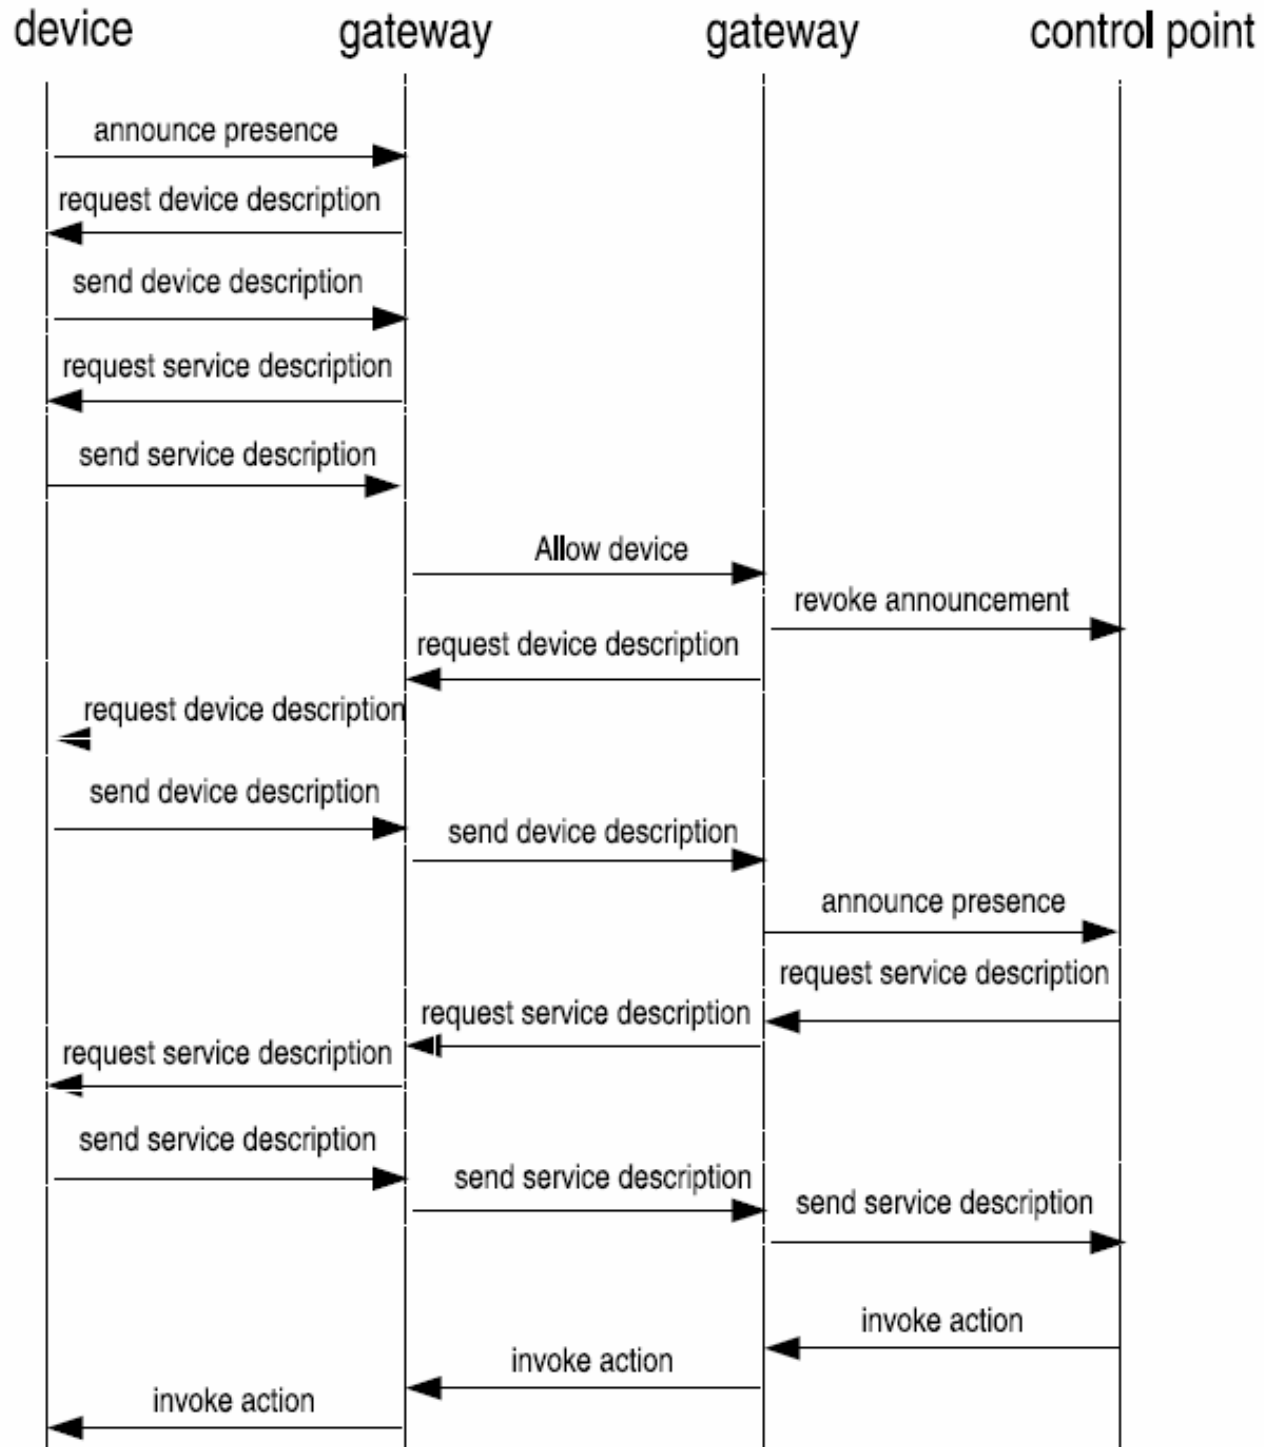 device gateway gateway control point
announce presence
request device description
send device description
request service description
send service description
Allow device
revoke announcement
request device description
request device description
send device description
send device description
announce presence
request service description
request service description
request service description
send service description
send service description
send service description
invoke action
invoke action
invoke action